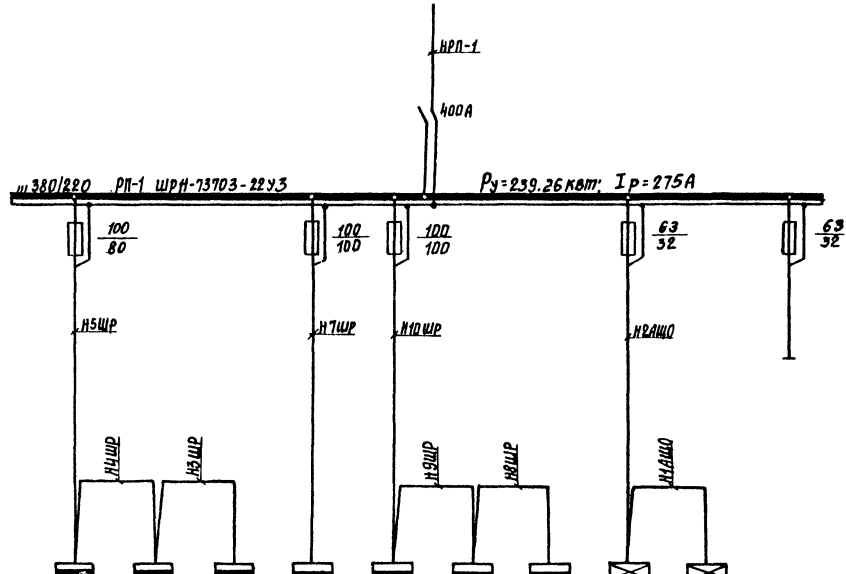 НРП-1
400А
ш 380/220 РП-1 ШРН-73703-22У3 Ру=239.26 квт; Iр=275А
100
80
100
100
100
100
63
32
63
32
Н5ШР
Н7ШР
Н10ШР
Н2АЩО
Н4ШР
Н3ШР
Н9ШР
Н8ШР
Н1АЩО